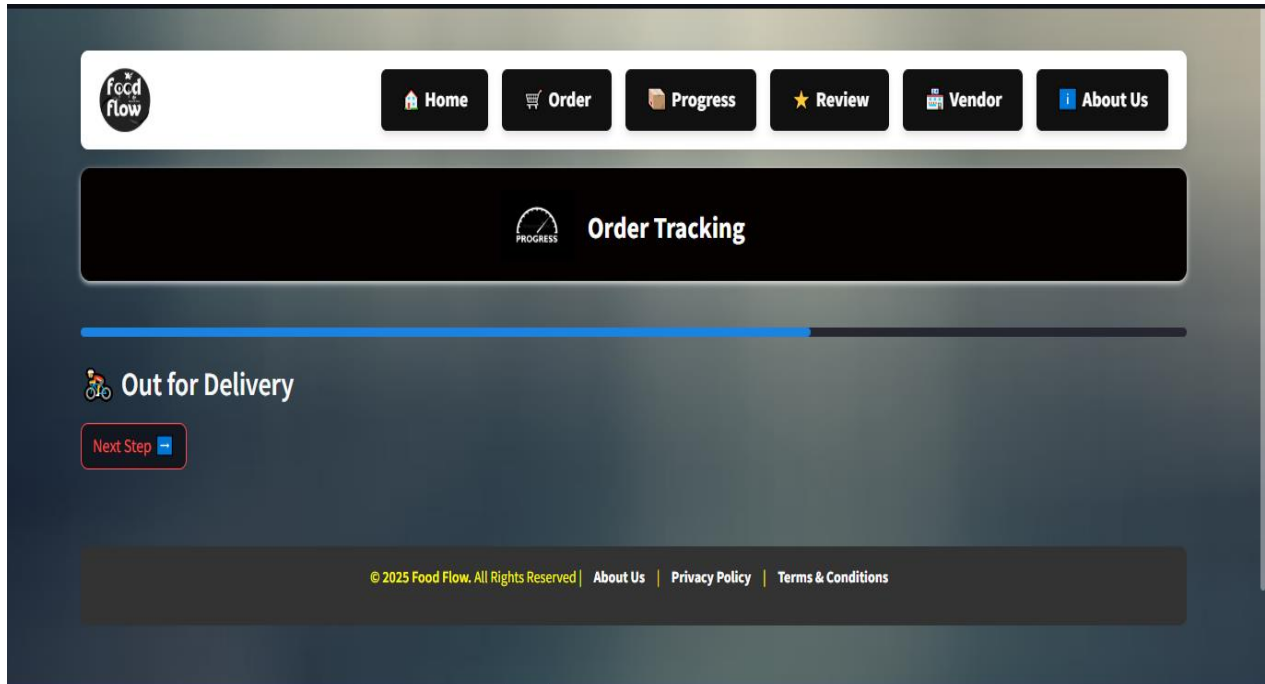 food
flow
🏠 Home 🛒 Order 📦 Progress ⭐ Review 🏪 Vendor ℹ️ About Us
PROGRESS
Order Tracking
🚴 Out for Delivery
Next Step ➡️
© 2025 Food Flow. All Rights Reserved | About Us | Privacy Policy | Terms & Conditions